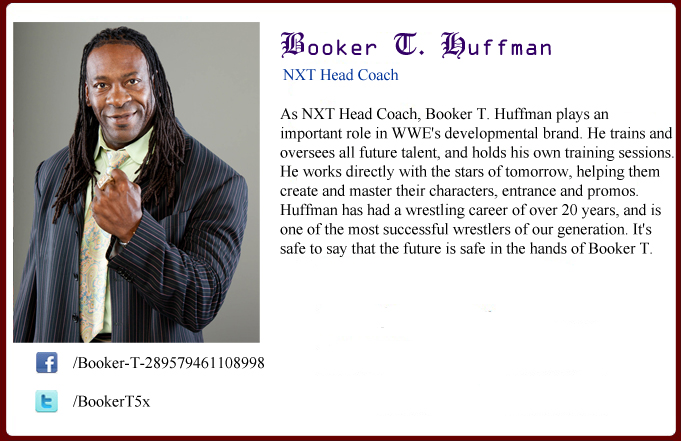 Booker T. Huffman
NXT Head Coach
As NXT Head Coach, Booker T. Huffman plays an
important role in WWE's developmental brand. He trains and
oversees all future talent, and holds his own training sessions.
He works directly with the stars of tomorrow, helping them
create and master their characters, entrance and promos.
Huffman has had a wrestling career of over 20 years, and is
one of the most successful wrestlers of our generation. It's
safe to say that the future is safe in the hands of Booker T.
f /Booker-T-289579461108998
t /BookerT5x